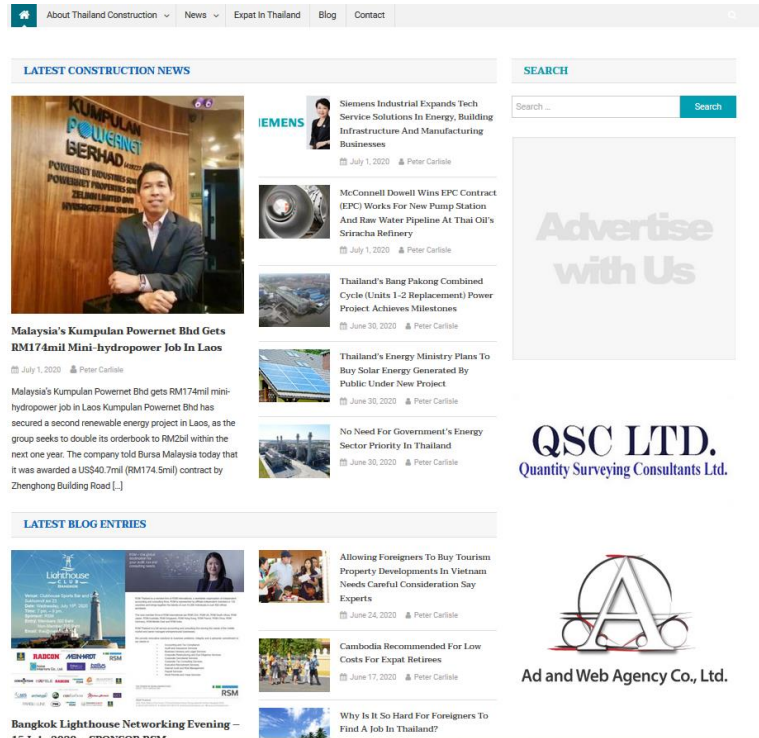 About Thailand Construction
News
Expat In Thailand
Blog
Contact
LATEST CONSTRUCTION NEWS
KUMPULAN
POWERNET
BERHAD
POWERNET INDUSTRIES SDN
POWERNET PROPERTIES SDN
Malaysia's Kumpulan Powernet Bhd Gets
RM174mil Mini-hydropower Job In Laos
July 1, 2020 Peter Carlisle
Malaysia's Kumpulan Powernet Bhd gets RM174mil mini-
hydropower job in Laos Kumpulan Powernet Bhd has
secured a second renewable energy project in Laos, as the
group seeks to double its orderbook to RM2bil within the
next one year. The company told Bursa Malaysia today that
it was awarded a US$40.7mil (RM174.5mil) contract by
Zhenghong Building Road [...]
IEMENS
Siemens Industrial Expands Tech
Service Solutions In Energy, Building
Infrastructure And Manufacturing
Businesses
July 1, 2020 Peter Carlisle
McConnell Dowell Wins EPC Contract
(EPC) Works For New Pump Station
And Raw Water Pipeline At Thai Oil's
Sriracha Refinery
July 1, 2020 Peter Carlisle
Thailand's Bang Pakong Combined
Cycle (Units 1-2 Replacement) Power
Project Achieves Milestones
June 30, 2020 Peter Carlisle
Thailand's Energy Ministry Plans To
Buy Solar Energy Generated By
Public Under New Project
June 30, 2020 Peter Carlisle
No Need For Government's Energy
Sector Priority In Thailand
June 30, 2020 Peter Carlisle
SEARCH
Search ...
Search
Advertise
with Us
QSC LTD.
Quantity Surveying Consultants Ltd.
Ad and Web Agency Co., Ltd.
LATEST BLOG ENTRIES
Lighthouse
CLUB
RADCON
MEINHARDT
RSM
RSM
Bangkok Lighthouse Networking Evening –
Allowing Foreigners To Buy Tourism
Property Developments In Vietnam
Needs Careful Consideration Say
Experts
June 24, 2020 Peter Carlisle
Cambodia Recommended For Low
Costs For Expat Retirees
June 17, 2020 Peter Carlisle
Why Is It So Hard For Foreigners To
Find A Job In Thailand?